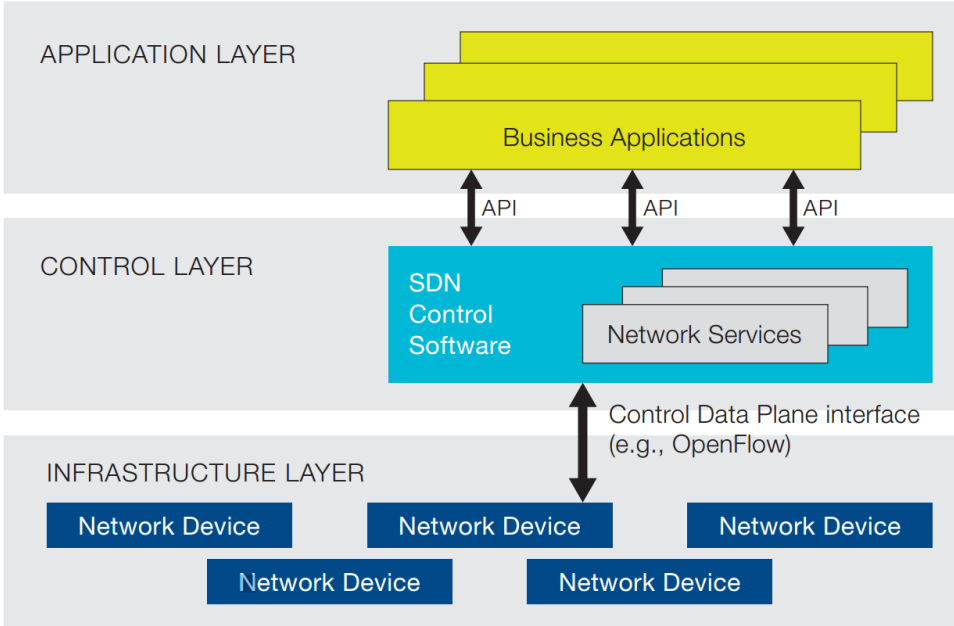 APPLICATION LAYER
Business Applications
API
API
API
CONTROL LAYER
SDN
Control
Software
Network Services
Control Data Plane interface
(e.g., OpenFlow)
INFRASTRUCTURE LAYER
Network Device
Network Device
Network Device
Network Device
Network Device